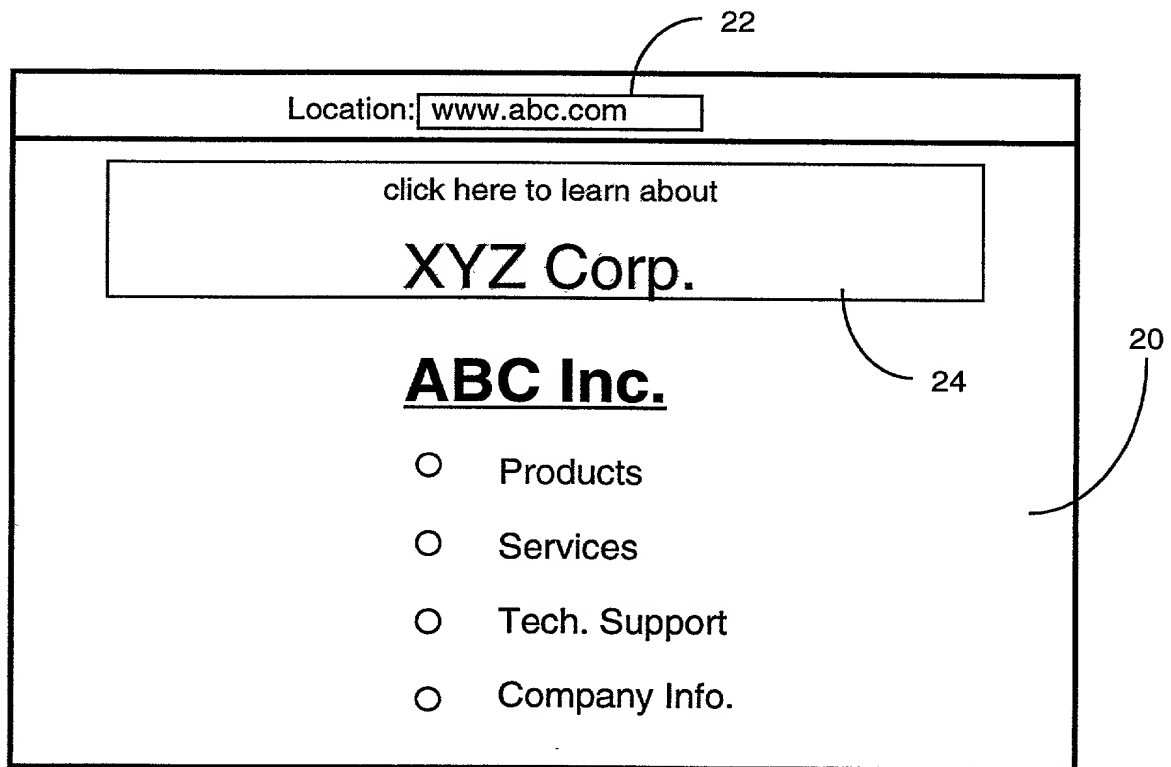 22
Location: www.abc.com
click here to learn about
XYZ Corp.
20
24
ABC Inc.
Products
Services
Tech. Support
Company Info.